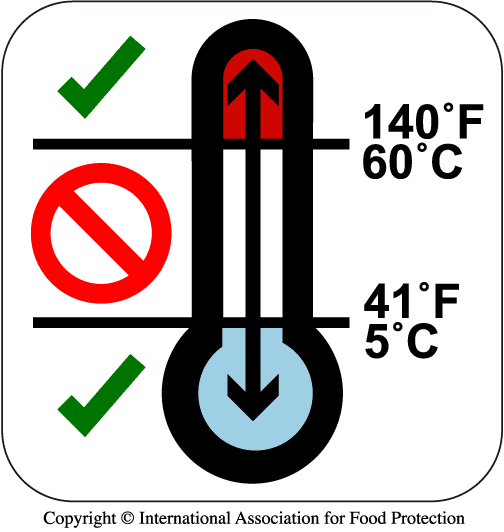 140˚F
60˚C
41˚F
5˚C
Copyright © International Association for Food Protection